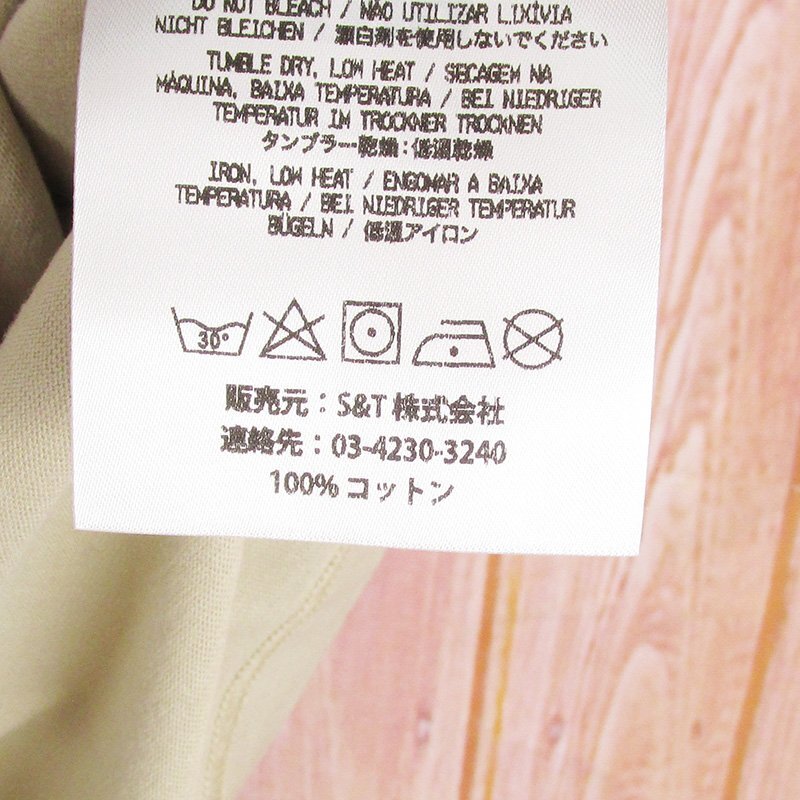 DO NOT BLEACH / NÃO UTILIZAR LIXÍVIA
NICHT BLEICHEN / 漂白剤を使用しないでください
TUMBLE DRY, LOW HEAT / SECAGEM NA
MÁQUINA, BAIXA TEMPERATURA / BEI NIEDRIGER
TEMPERATUR IM TROCKNER TROCKNEN
タンブラー乾燥：低温乾燥
IRON, LOW HEAT / ENGOMAR A BAIXA
TEMPERATURA / BEI NIEDRIGER TEMPERATUR
BÜGELN / 低温アイロン
30°
販売元：S&T 株式会社
連絡先：03-4230-3240
100% コットン